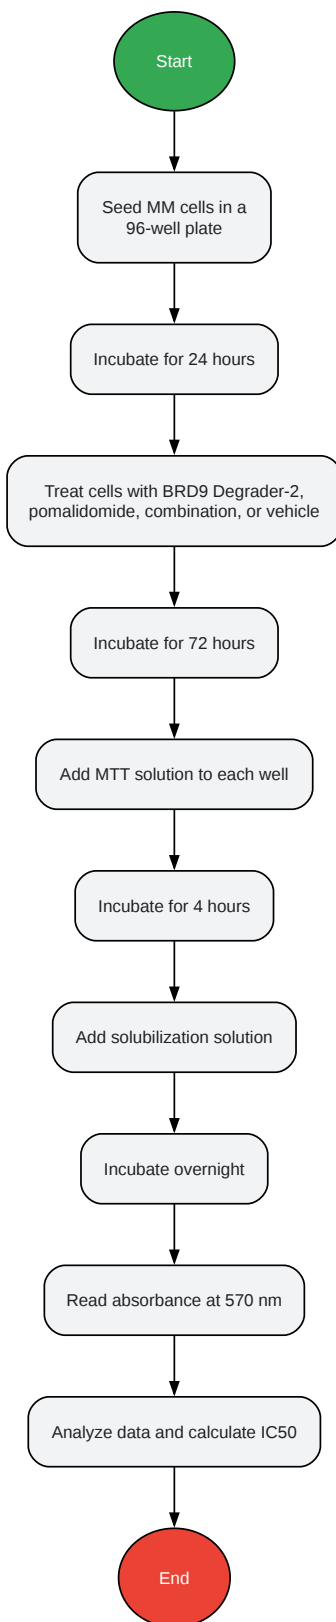 Start
Seed MM cells in a
96-well plate
Incubate for 24 hours
Treat cells with BRD9 Degrader-2,
pomalidomide, combination, or vehicle
Incubate for 72 hours
Add MTT solution to each well
Incubate for 4 hours
Add solubilization solution
Incubate overnight
Read absorbance at 570 nm
Analyze data and calculate IC50
End